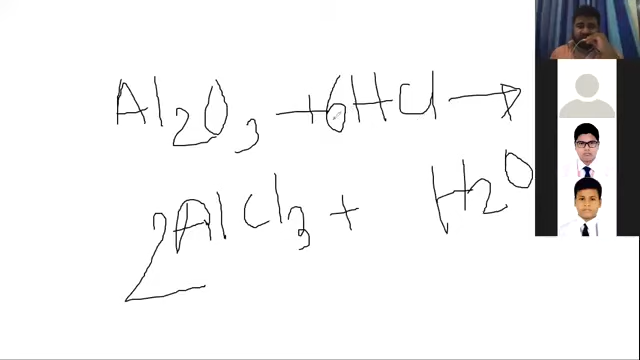 Al2O3 + 6HCl →
2AlCl3 + H2O